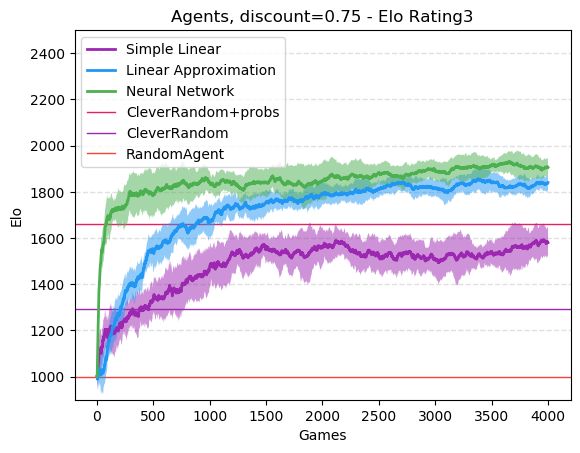 Agents, discount=0.75 - Elo Rating3
Simple Linear
Linear Approximation
Neural Network
CleverRandom+probs
CleverRandom
RandomAgent
Elo
2400
2200
2000
1800
1600
1400
1200
1000
0 500 1000 1500 2000 2500 3000 3500 4000
Games